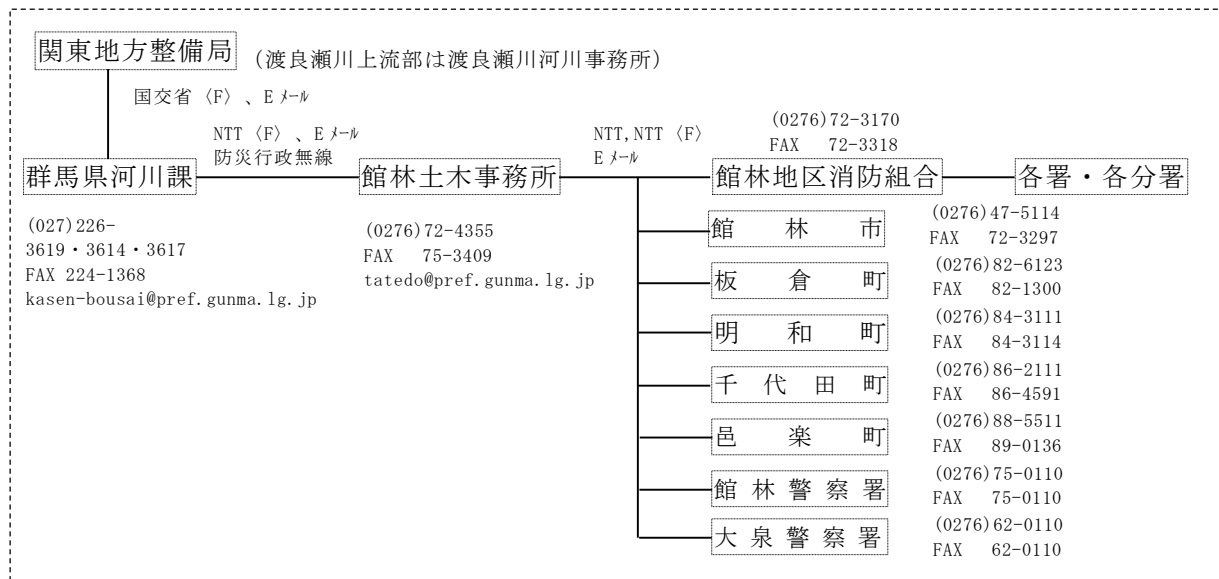 関東地方整備局 (渡良瀬川上流部は渡良瀬川河川事務所)
国交省〈F〉、Eメール
NTT〈F〉、Eメール
防災行政無線
NTT,NTT〈F〉
Eメール
(0276)72-3170
FAX 72-3318
群馬県河川課
館林土木事務所
館林地区消防組合
各署・各分署
(027)226-
3619・3614・3617
FAX 224-1368
kasen-bousai@pref.gunma.lg.jp
(0276)72-4355
FAX 75-3409
tatedo@pref.gunma.lg.jp
館林市
(0276)47-5114
FAX 72-3297
板倉町
(0276)82-6123
FAX 82-1300
明和町
(0276)84-3111
FAX 84-3114
千代田町
(0276)86-2111
FAX 86-4591
邑楽町
(0276)88-5511
FAX 89-0136
館林警察署
(0276)75-0110
FAX 75-0110
大泉警察署
(0276)62-0110
FAX 62-0110